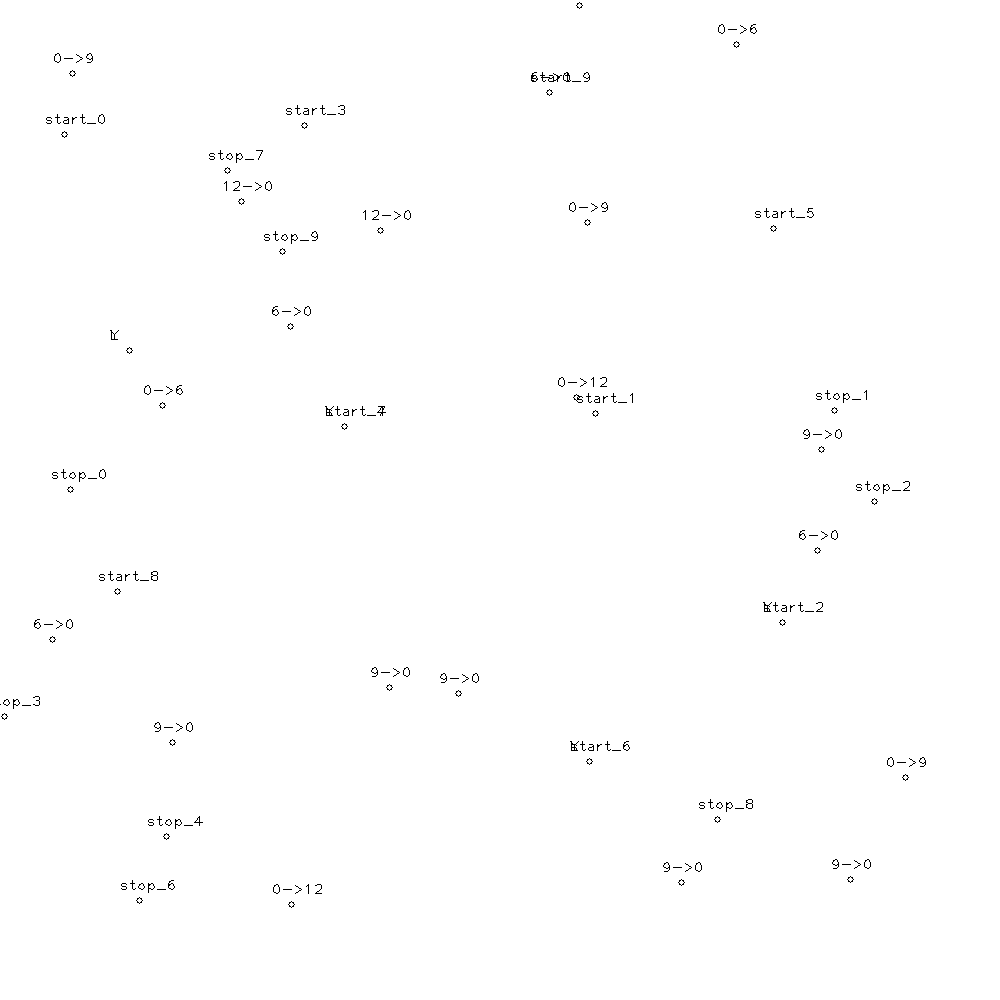 0->6
0->9
start_9
start_3
start_0
stop_7
12->0
0->9
start_5
12->0
stop_9
6->0
0->6
0->12
start_1
stop_1
9->0
stop_0
stop_2
6->0
start_8
start_2
6->0
9->0
9->0
op_3
9->0
start_6
0->9
stop_8
stop_4
9->0
9->0
stop_6
0->12